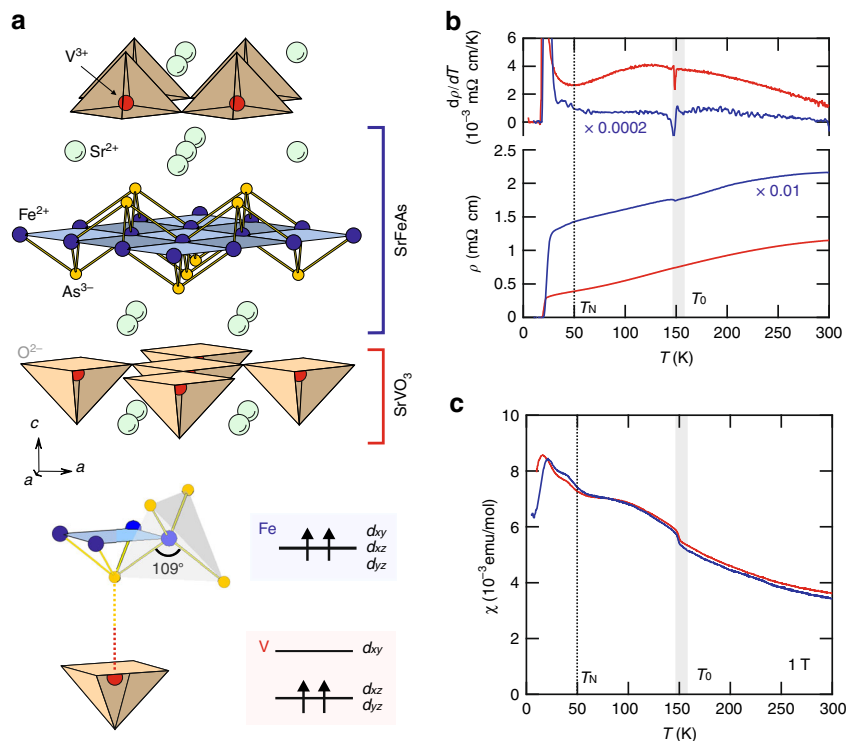 a
V3+
Sr2+
Fe2+
As3–
SrFeAs
O2–
SrVO3
c
a
a
109°
Fe
dxy
dxz
dyz
V
dxy
dxz
dyz
b
dρ/dT
(10–3 mΩ cm/K)
6
4
2
0
× 0.0002
ρ (mΩ cm)
2.5
2
1.5
1
0.5
0
× 0.01
TN
T0
0 50 100 150 200 250 300
T (K)
c
χ (10–3 emu/mol)
10
8
6
4
2
0
TN
T0
1 T
0 50 100 150 200 250 300
T (K)